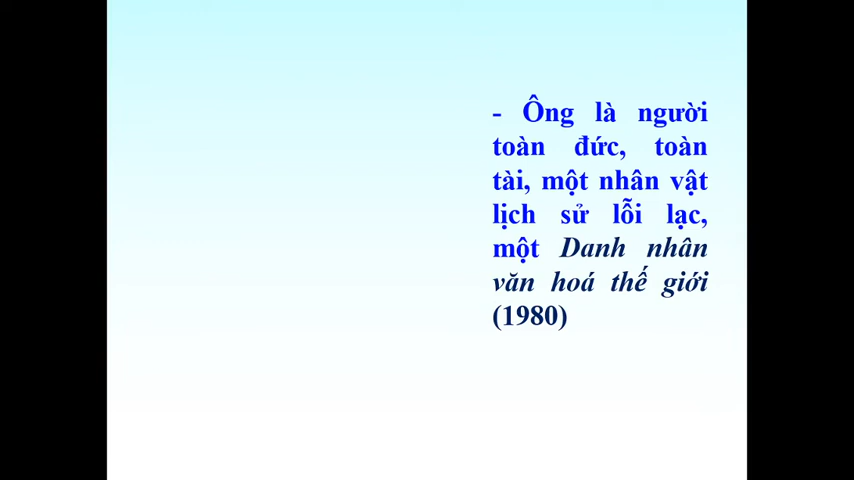 - Ông là người
toàn đức, toàn
tài, một nhân vật
lịch sử lỗi lạc,
một Danh nhân
văn hoá thế giới
(1980)